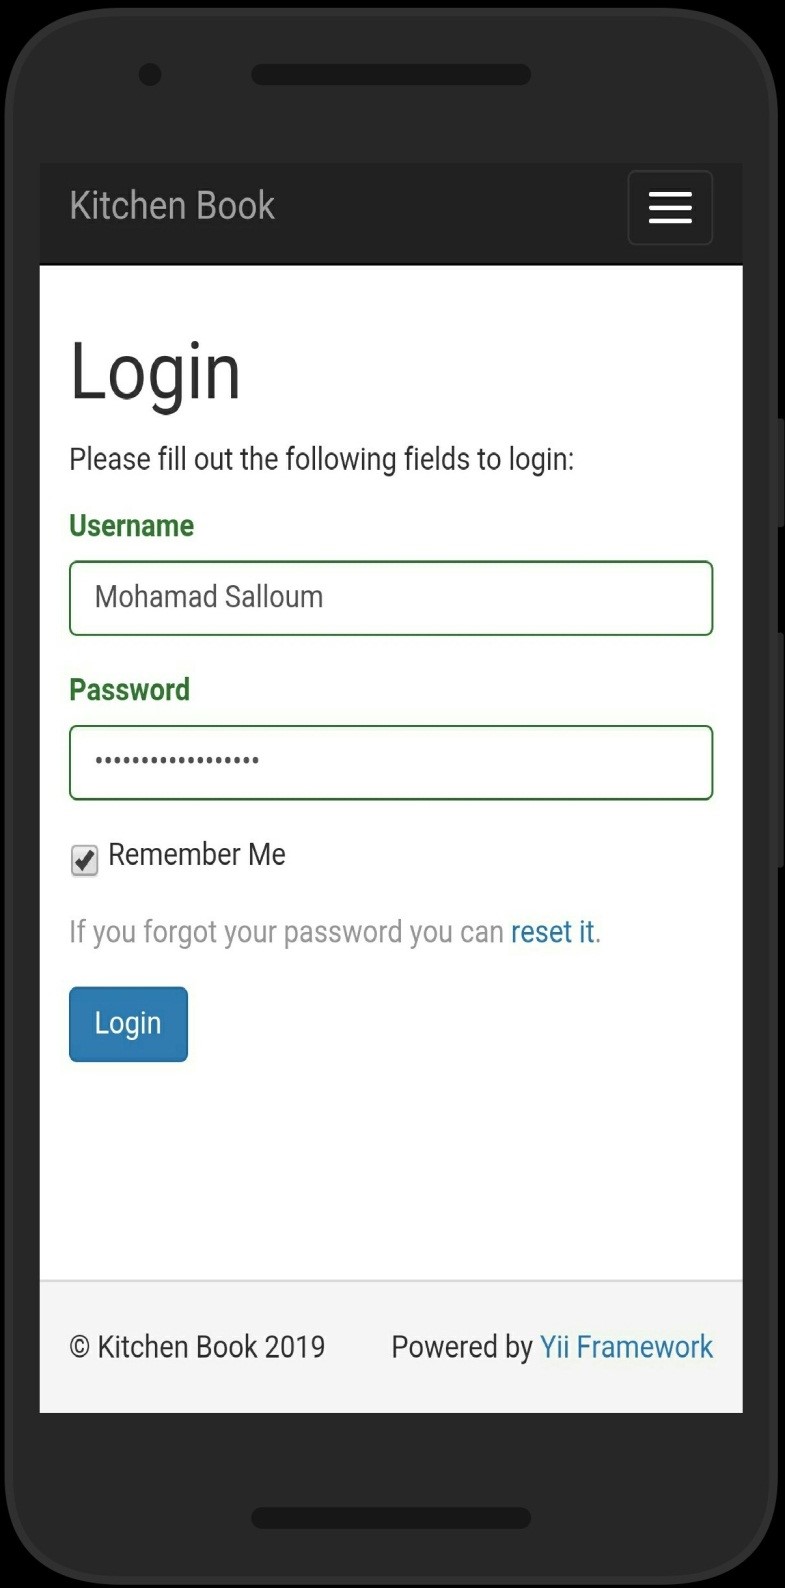 Kitchen Book
Login
Please fill out the following fields to login:
Username
Mohamad Salloum
Password
••••••••••••••••••
Remember Me
If you forgot your password you can reset it.
Login
© Kitchen Book 2019 Powered by Yii Framework